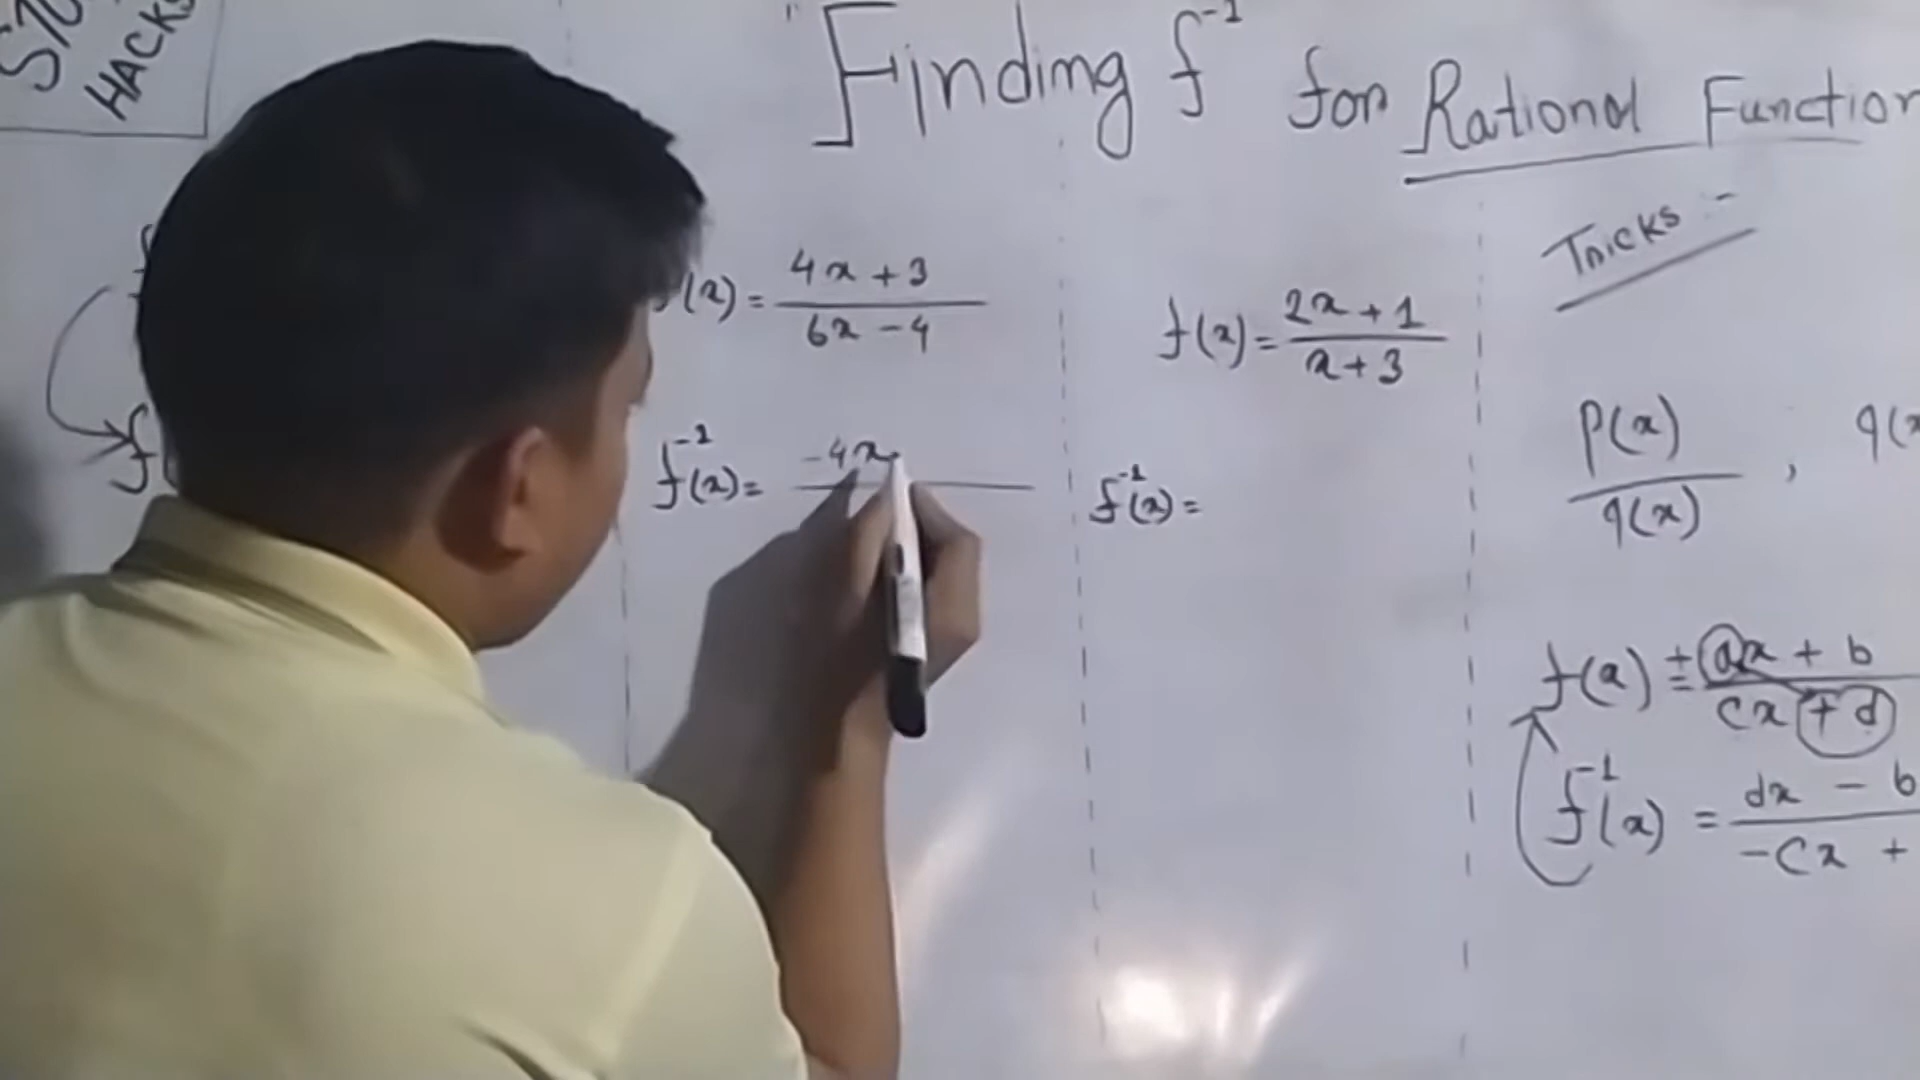 HACKS
"Finding f⁻¹ for Rational Function
Tricks :-
f(x) = 4x + 3 / 6x - 4
f⁻¹(x) = -4x
f(x) = 2x + 1 / x + 3
f⁻¹(x) =
P(x) / q(x) , q(x
f(x) = ax + b / cx + d
f⁻¹(x) = dx - b / -cx +